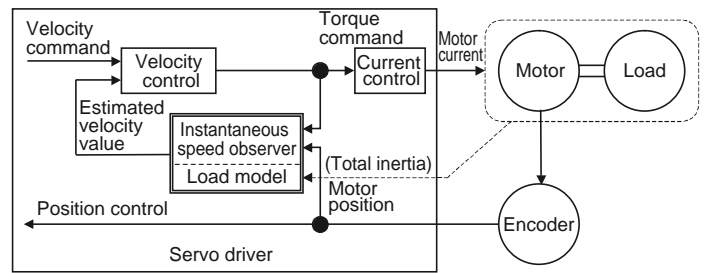 Velocity
command
Torque
command
Motor
current
Velocity
control
Current
control
Motor
Load
Estimated
velocity
value
Instantaneous
speed observer
Load model
(Total inertia)
Motor
position
Position control
Encoder
Servo driver